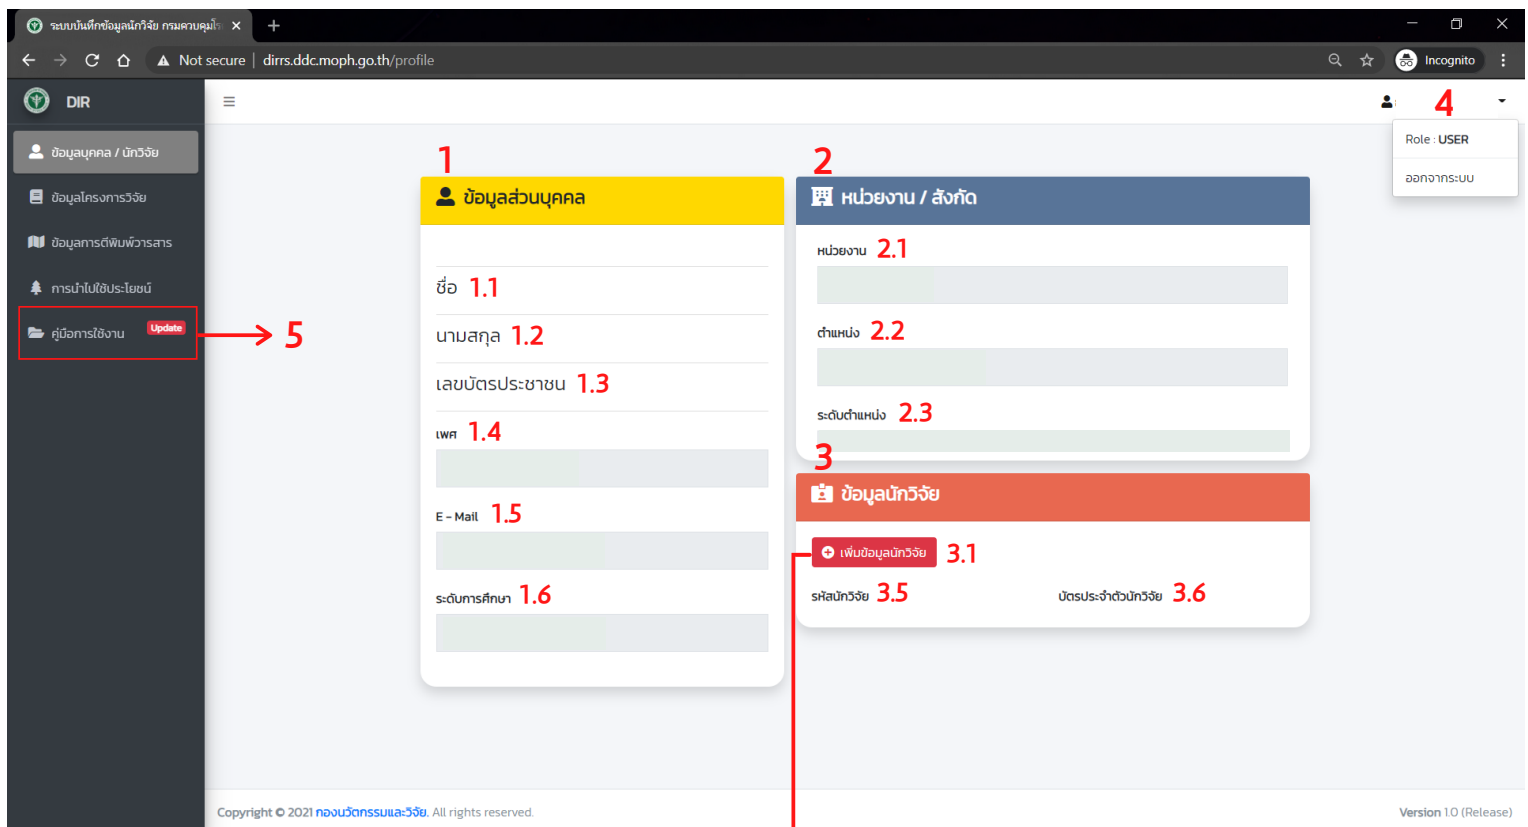 ระบบบันทึกข้อมูลนักวิจัย กรมควบคุมโร
Not secure | dirrs.ddc.moph.go.th/profile
Incognito
DIR
4
Role : USER
ออกจากระบบ
ข้อมูลบุคคล / นักวิจัย
ข้อมูลโครงการวิจัย
ข้อมูลการตีพิมพ์วารสาร
การนำไปใช้ประโยชน์
คู่มือการใช้งาน Update
5
1
ข้อมูลส่วนบุคคล
ชื่อ 1.1
นามสกุล 1.2
เลขบัตรประชาชน 1.3
เพศ 1.4
E - Mail 1.5
ระดับการศึกษา 1.6
2
หน่วยงาน / สังกัด
หน่วยงาน 2.1
ตำแหน่ง 2.2
ระดับตำแหน่ง 2.3
3
ข้อมูลนักวิจัย
เพิ่มข้อมูลนักวิจัย 3.1
รหัสนักวิจัย 3.5 บัตรประจำตัวนักวิจัย 3.6
Copyright © 2021 กองนวัตกรรมและวิจัย. All rights reserved.
Version 1.0 (Release)